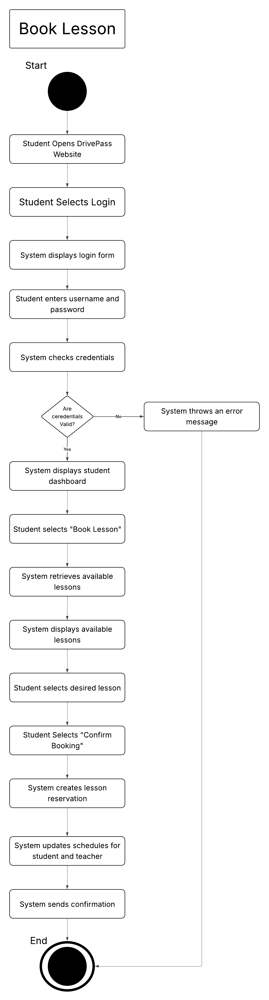 Book Lesson
Start
Student Opens DrivePass
Website
Student Selects Login
System displays login form
Student enters username and
password
System checks credentials
Are
ceredentials
Valid?
No
System throws an error
message
Yes
System displays student
dashboard
Student selects "Book Lesson"
System retrieves available
lessons
System displays available
lessons
Student selects desired lesson
Student Selects "Confirm
Booking"
System creates lesson
reservation
System updates schedules for
student and teacher
System sends confirmation
End